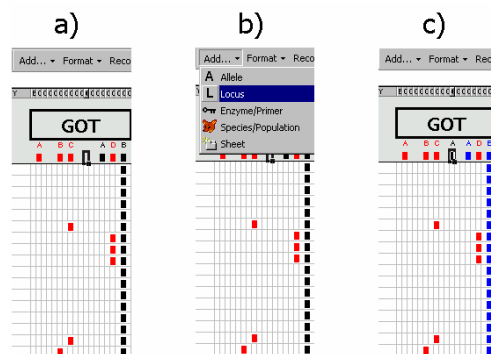 a)
Add... Format Reco
GOT
A B C A D B
b)
Add... Format Reco
A Allele
L Locus
Enzyme/Primer
Species/Population
Sheet
c)
Add... Format Reco
GOT
A B C A A D B